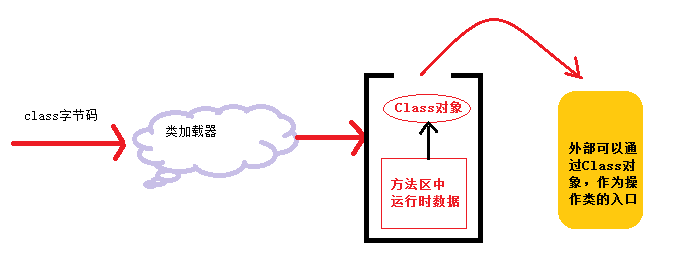 class字节码
类加载器
Class对象
方法区中
运行时数据
外部可以通
过Class对
象，作为操
作类的入口